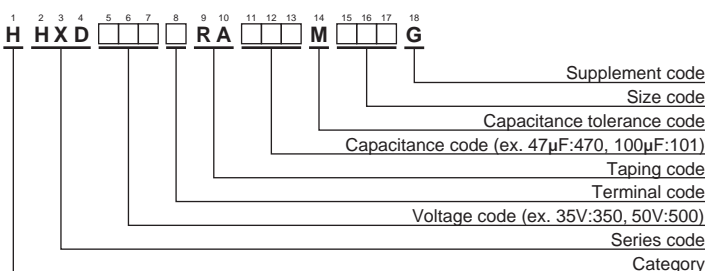 1 2 3 4 5 6 7 8 9 10 11 12 13 14 15 16 17 18
H HXD □□□ □ RA □□□ M □□□ G
Supplement code
Size code
Capacitance tolerance code
Capacitance code (ex. 47µF:470, 100µF:101)
Taping code
Terminal code
Voltage code (ex. 35V:350, 50V:500)
Series code
Category